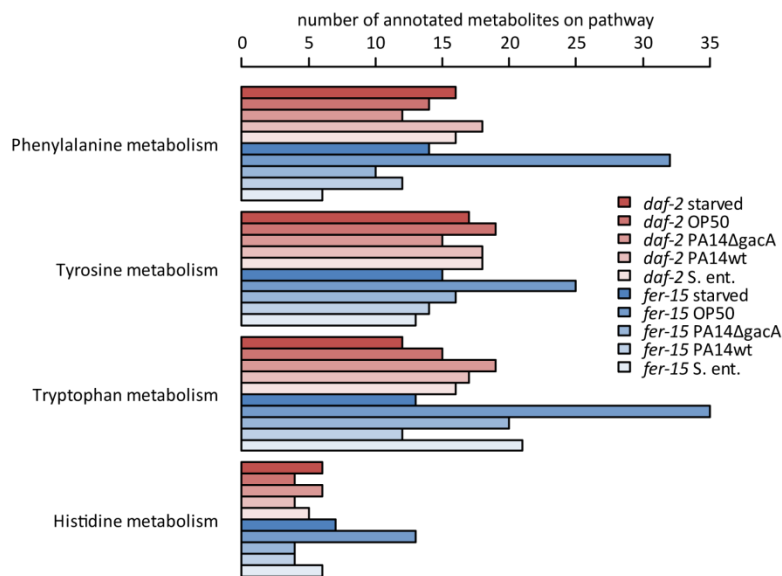 number of annotated metabolites on pathway
0 5 10 15 20 25 30 35
Phenylalanine metabolism
Tyrosine metabolism
Tryptophan metabolism
Histidine metabolism
daf-2 starved
daf-2 OP50
daf-2 PA14ΔgacA
daf-2 PA14wt
daf-2 S. ent.
fer-15 starved
fer-15 OP50
fer-15 PA14ΔgacA
fer-15 PA14wt
fer-15 S. ent.